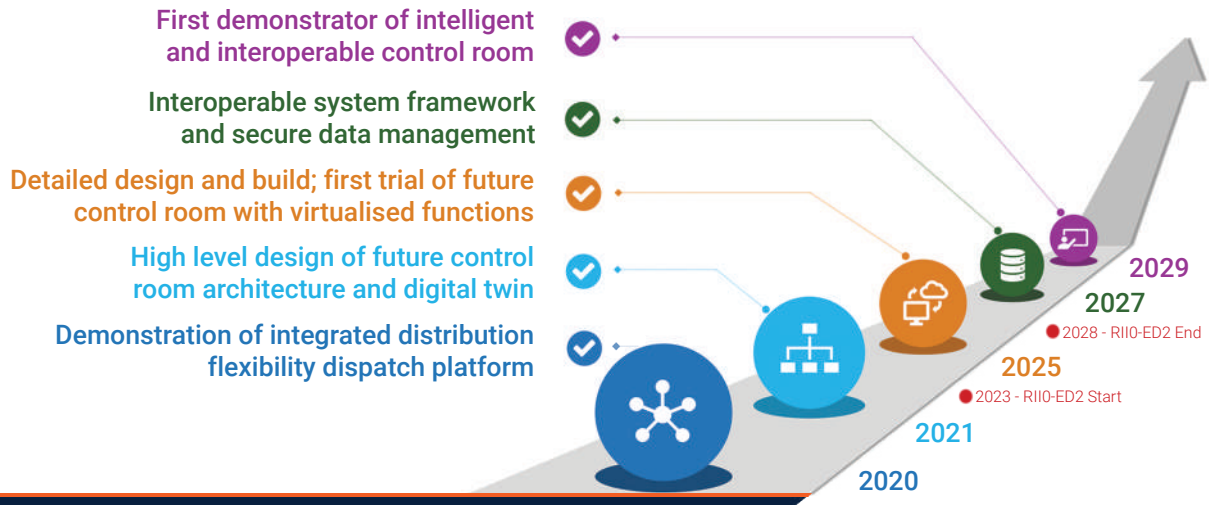 First demonstrator of intelligent
and interoperable control room
Interoperable system framework
and secure data management
Detailed design and build; first trial of future
control room with virtualised functions
High level design of future control
room architecture and digital twin
Demonstration of integrated distribution
flexibility dispatch platform
2029
2027
2028 - RII0-ED2 End
2025
2023 - RII0-ED2 Start
2021
2020